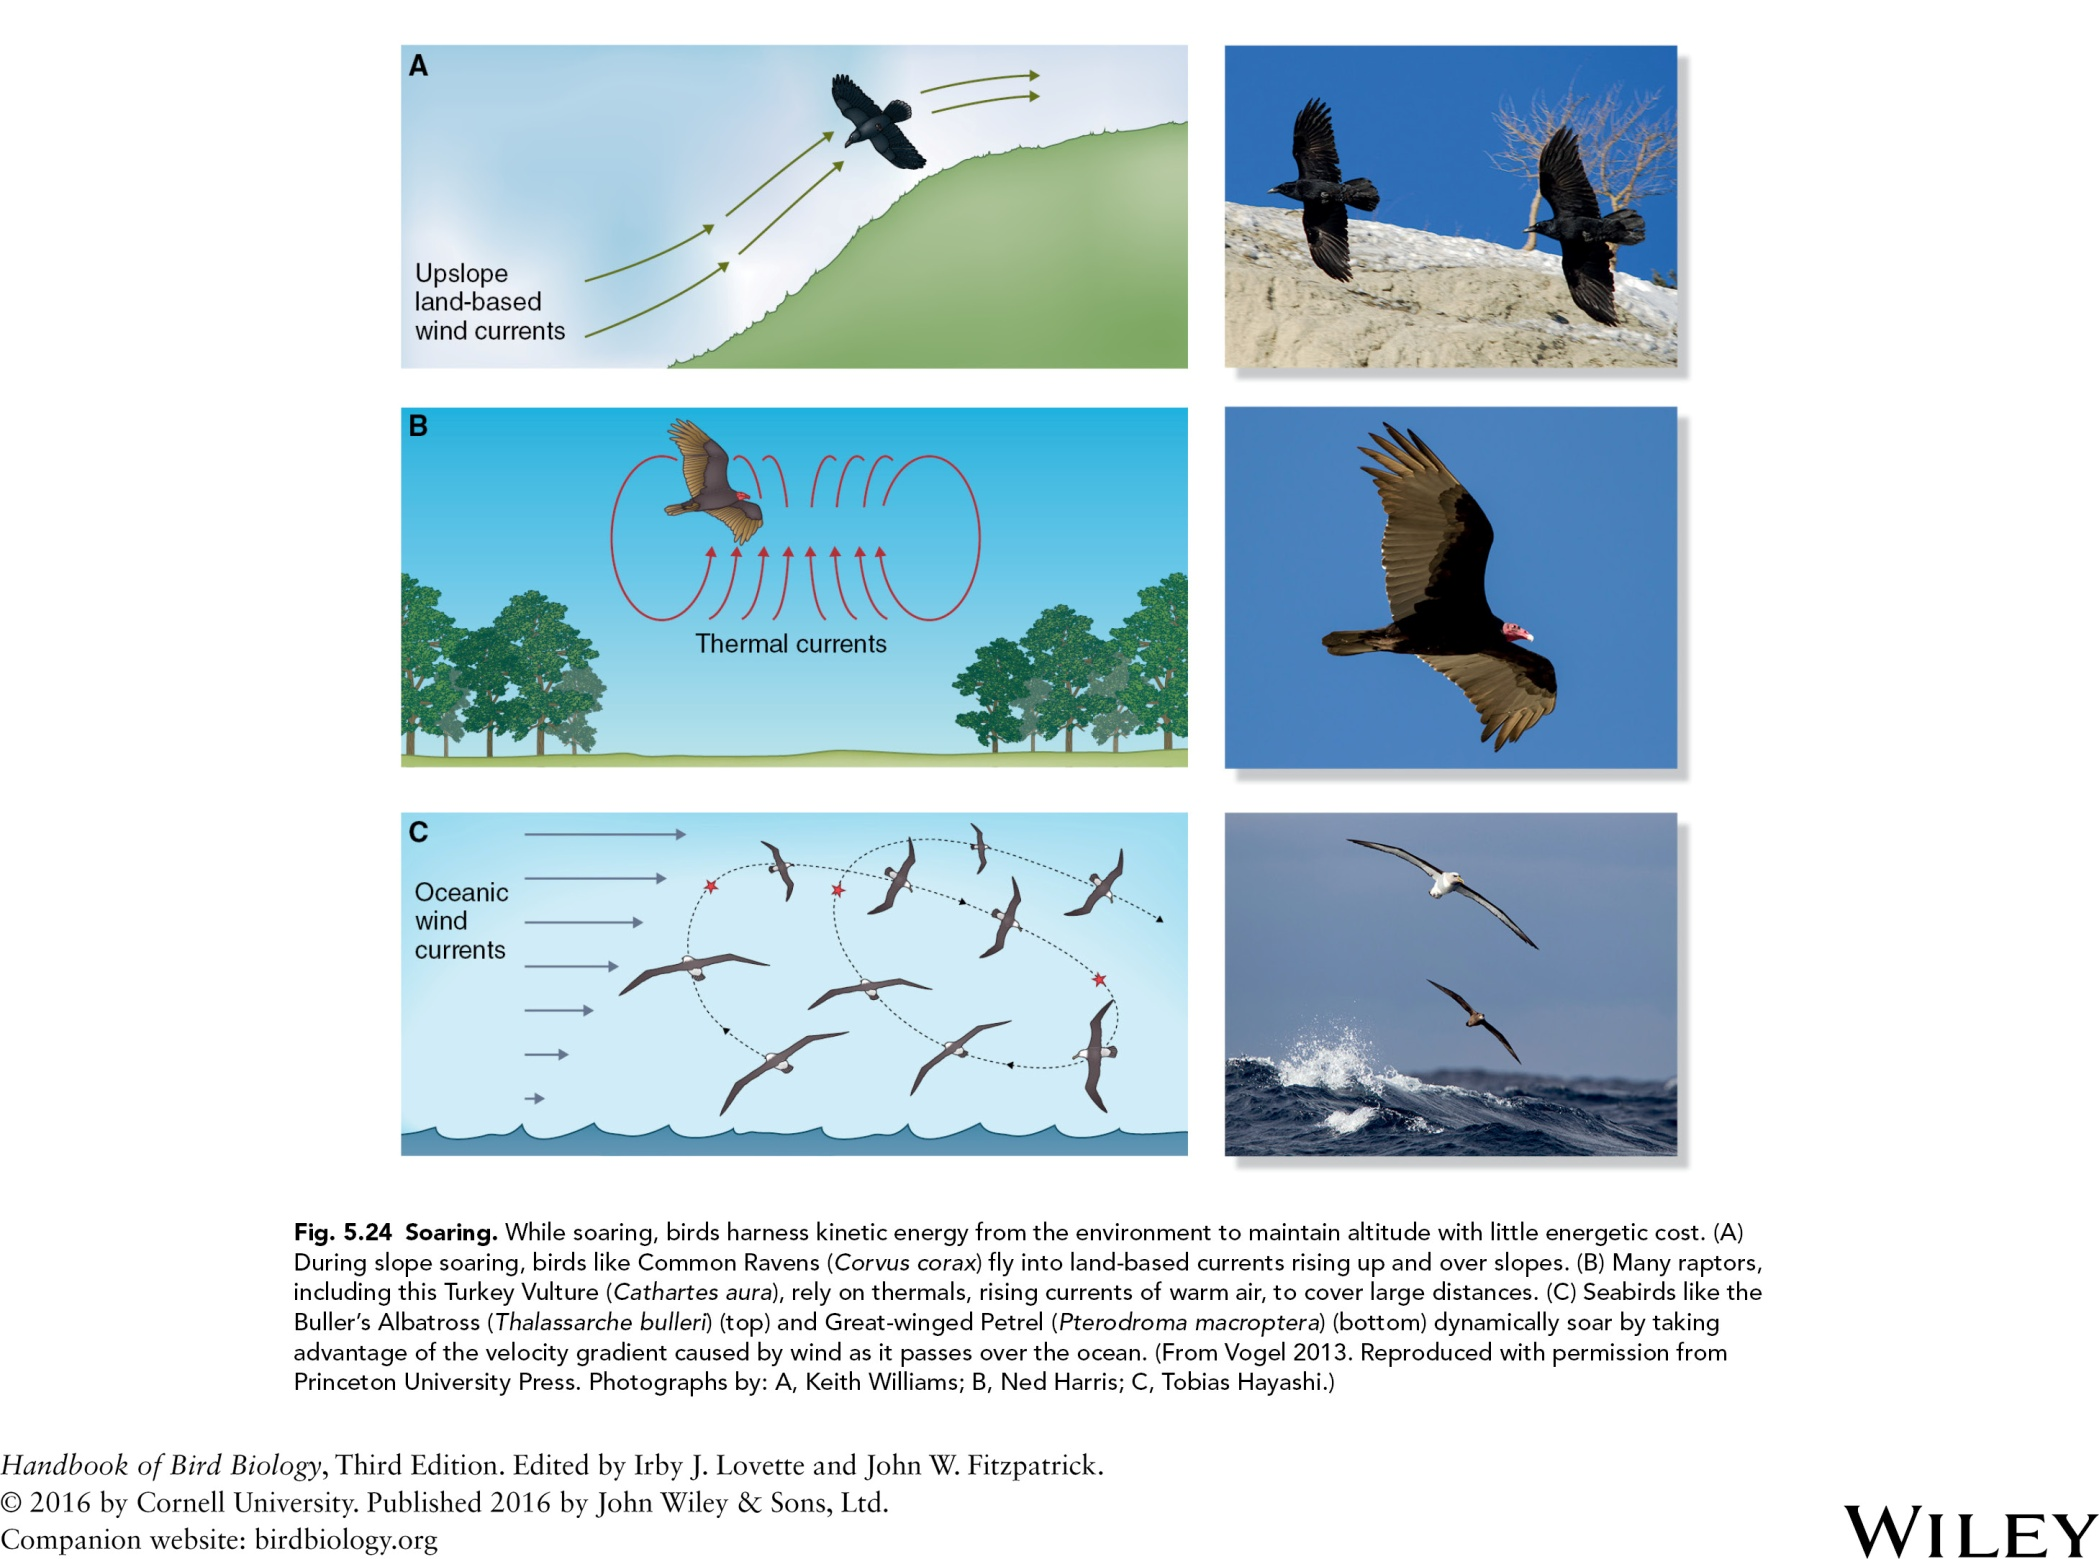 A
Upslope
land-based
wind currents
B
Thermal currents
C
Oceanic
wind
currents
Fig. 5.24 Soaring. While soaring, birds harness kinetic energy from the environment to maintain altitude with little energetic cost. (A)
During slope soaring, birds like Common Ravens (Corvus corax) fly into land-based currents rising up and over slopes. (B) Many raptors,
including this Turkey Vulture (Cathartes aura), rely on thermals, rising currents of warm air, to cover large distances. (C) Seabirds like the
Buller’s Albatross (Thalassarche bulleri) (top) and Great-winged Petrel (Pterodroma macroptera) (bottom) dynamically soar by taking
advantage of the velocity gradient caused by wind as it passes over the ocean. (From Vogel 2013. Reproduced with permission from
Princeton University Press. Photographs by: A, Keith Williams; B, Ned Harris; C, Tobias Hayashi.)
Handbook of Bird Biology, Third Edition. Edited by Irby J. Lovette and John W. Fitzpatrick.
© 2016 by Cornell University. Published 2016 by John Wiley & Sons, Ltd.
Companion website: birdbiology.org
WILEY